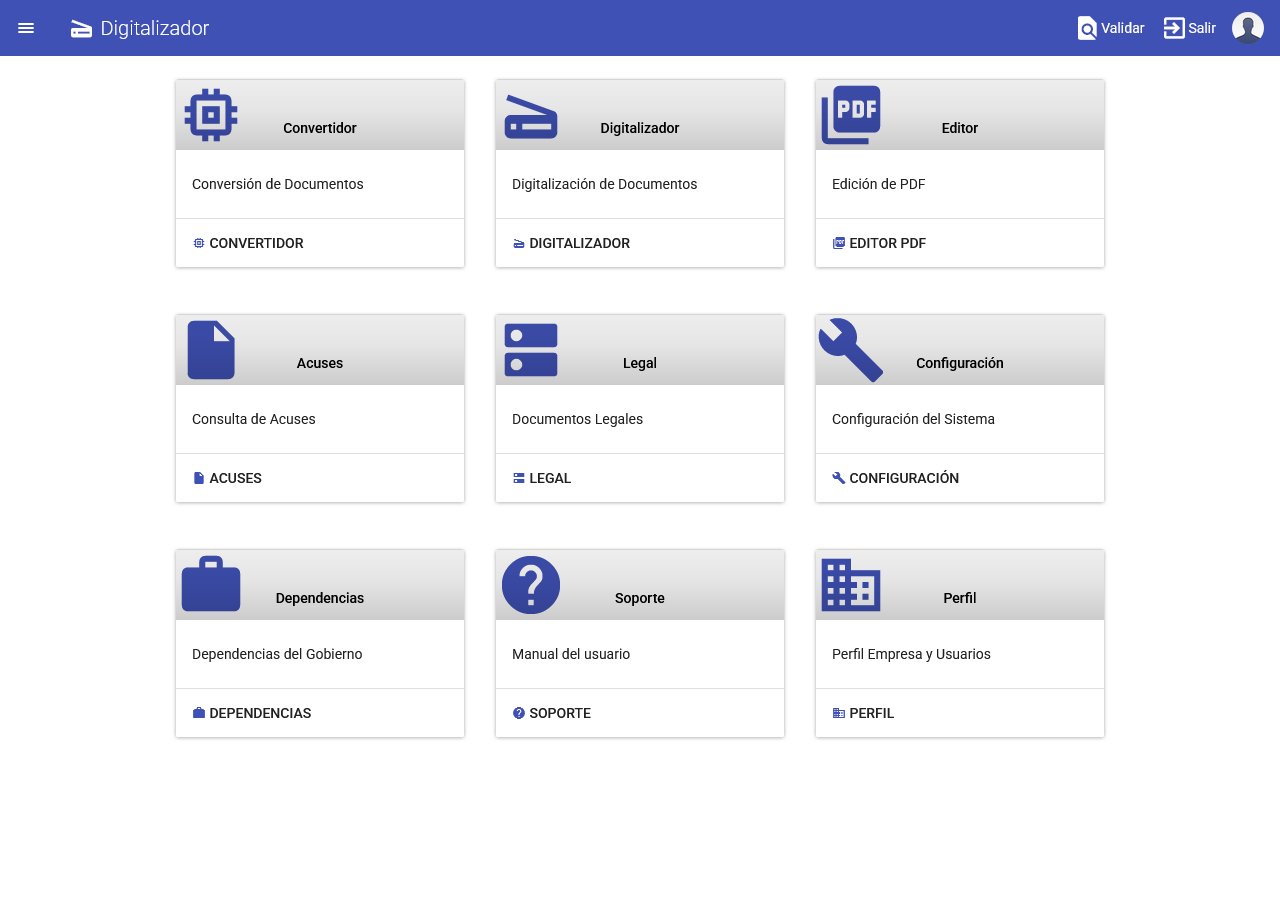 Digitalizador
Validar
Salir
Convertidor
Conversión de Documentos
CONVERTIDOR
Digitalizador
Digitalización de Documentos
DIGITALIZADOR
PDF
Editor
Edición de PDF
EDITOR PDF
Acuses
Consulta de Acuses
ACUSES
Legal
Documentos Legales
LEGAL
Configuración
Configuración del Sistema
CONFIGURACIÓN
Dependencias
Dependencias del Gobierno
DEPENDENCIAS
Soporte
Manual del usuario
SOPORTE
Perfil
Perfil Empresa y Usuarios
PERFIL